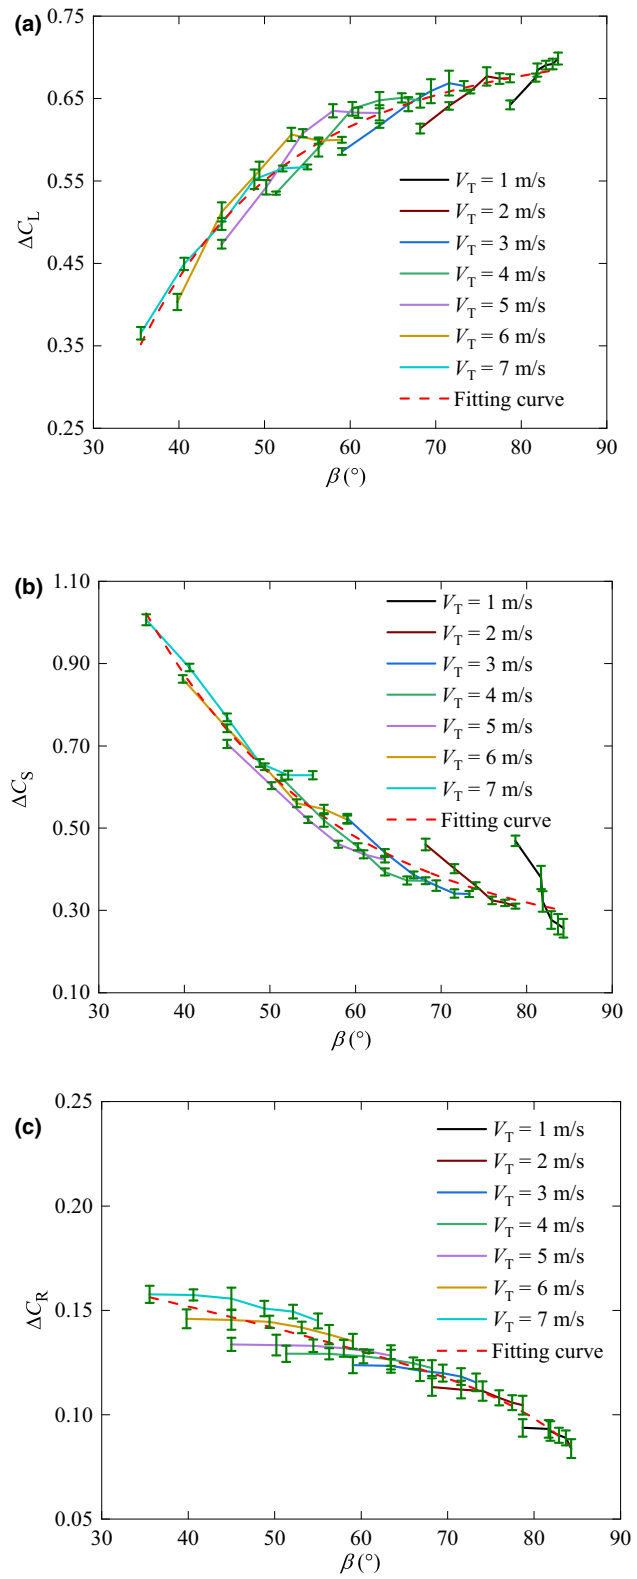 (a)
0.75
0.65
0.55
0.45
0.35
0.25
ΔC_L
V_T = 1 m/s
V_T = 2 m/s
V_T = 3 m/s
V_T = 4 m/s
V_T = 5 m/s
V_T = 6 m/s
V_T = 7 m/s
Fitting curve
30 40 50 60 70 80 90
β (°)
(b)
1.10
0.90
0.70
0.50
0.30
0.10
ΔC_S
V_T = 1 m/s
V_T = 2 m/s
V_T = 3 m/s
V_T = 4 m/s
V_T = 5 m/s
V_T = 6 m/s
V_T = 7 m/s
Fitting curve
30 40 50 60 70 80 90
β (°)
(c)
0.25
0.20
0.15
0.10
0.05
ΔC_R
V_T = 1 m/s
V_T = 2 m/s
V_T = 3 m/s
V_T = 4 m/s
V_T = 5 m/s
V_T = 6 m/s
V_T = 7 m/s
Fitting curve
30 40 50 60 70 80 90
β (°)